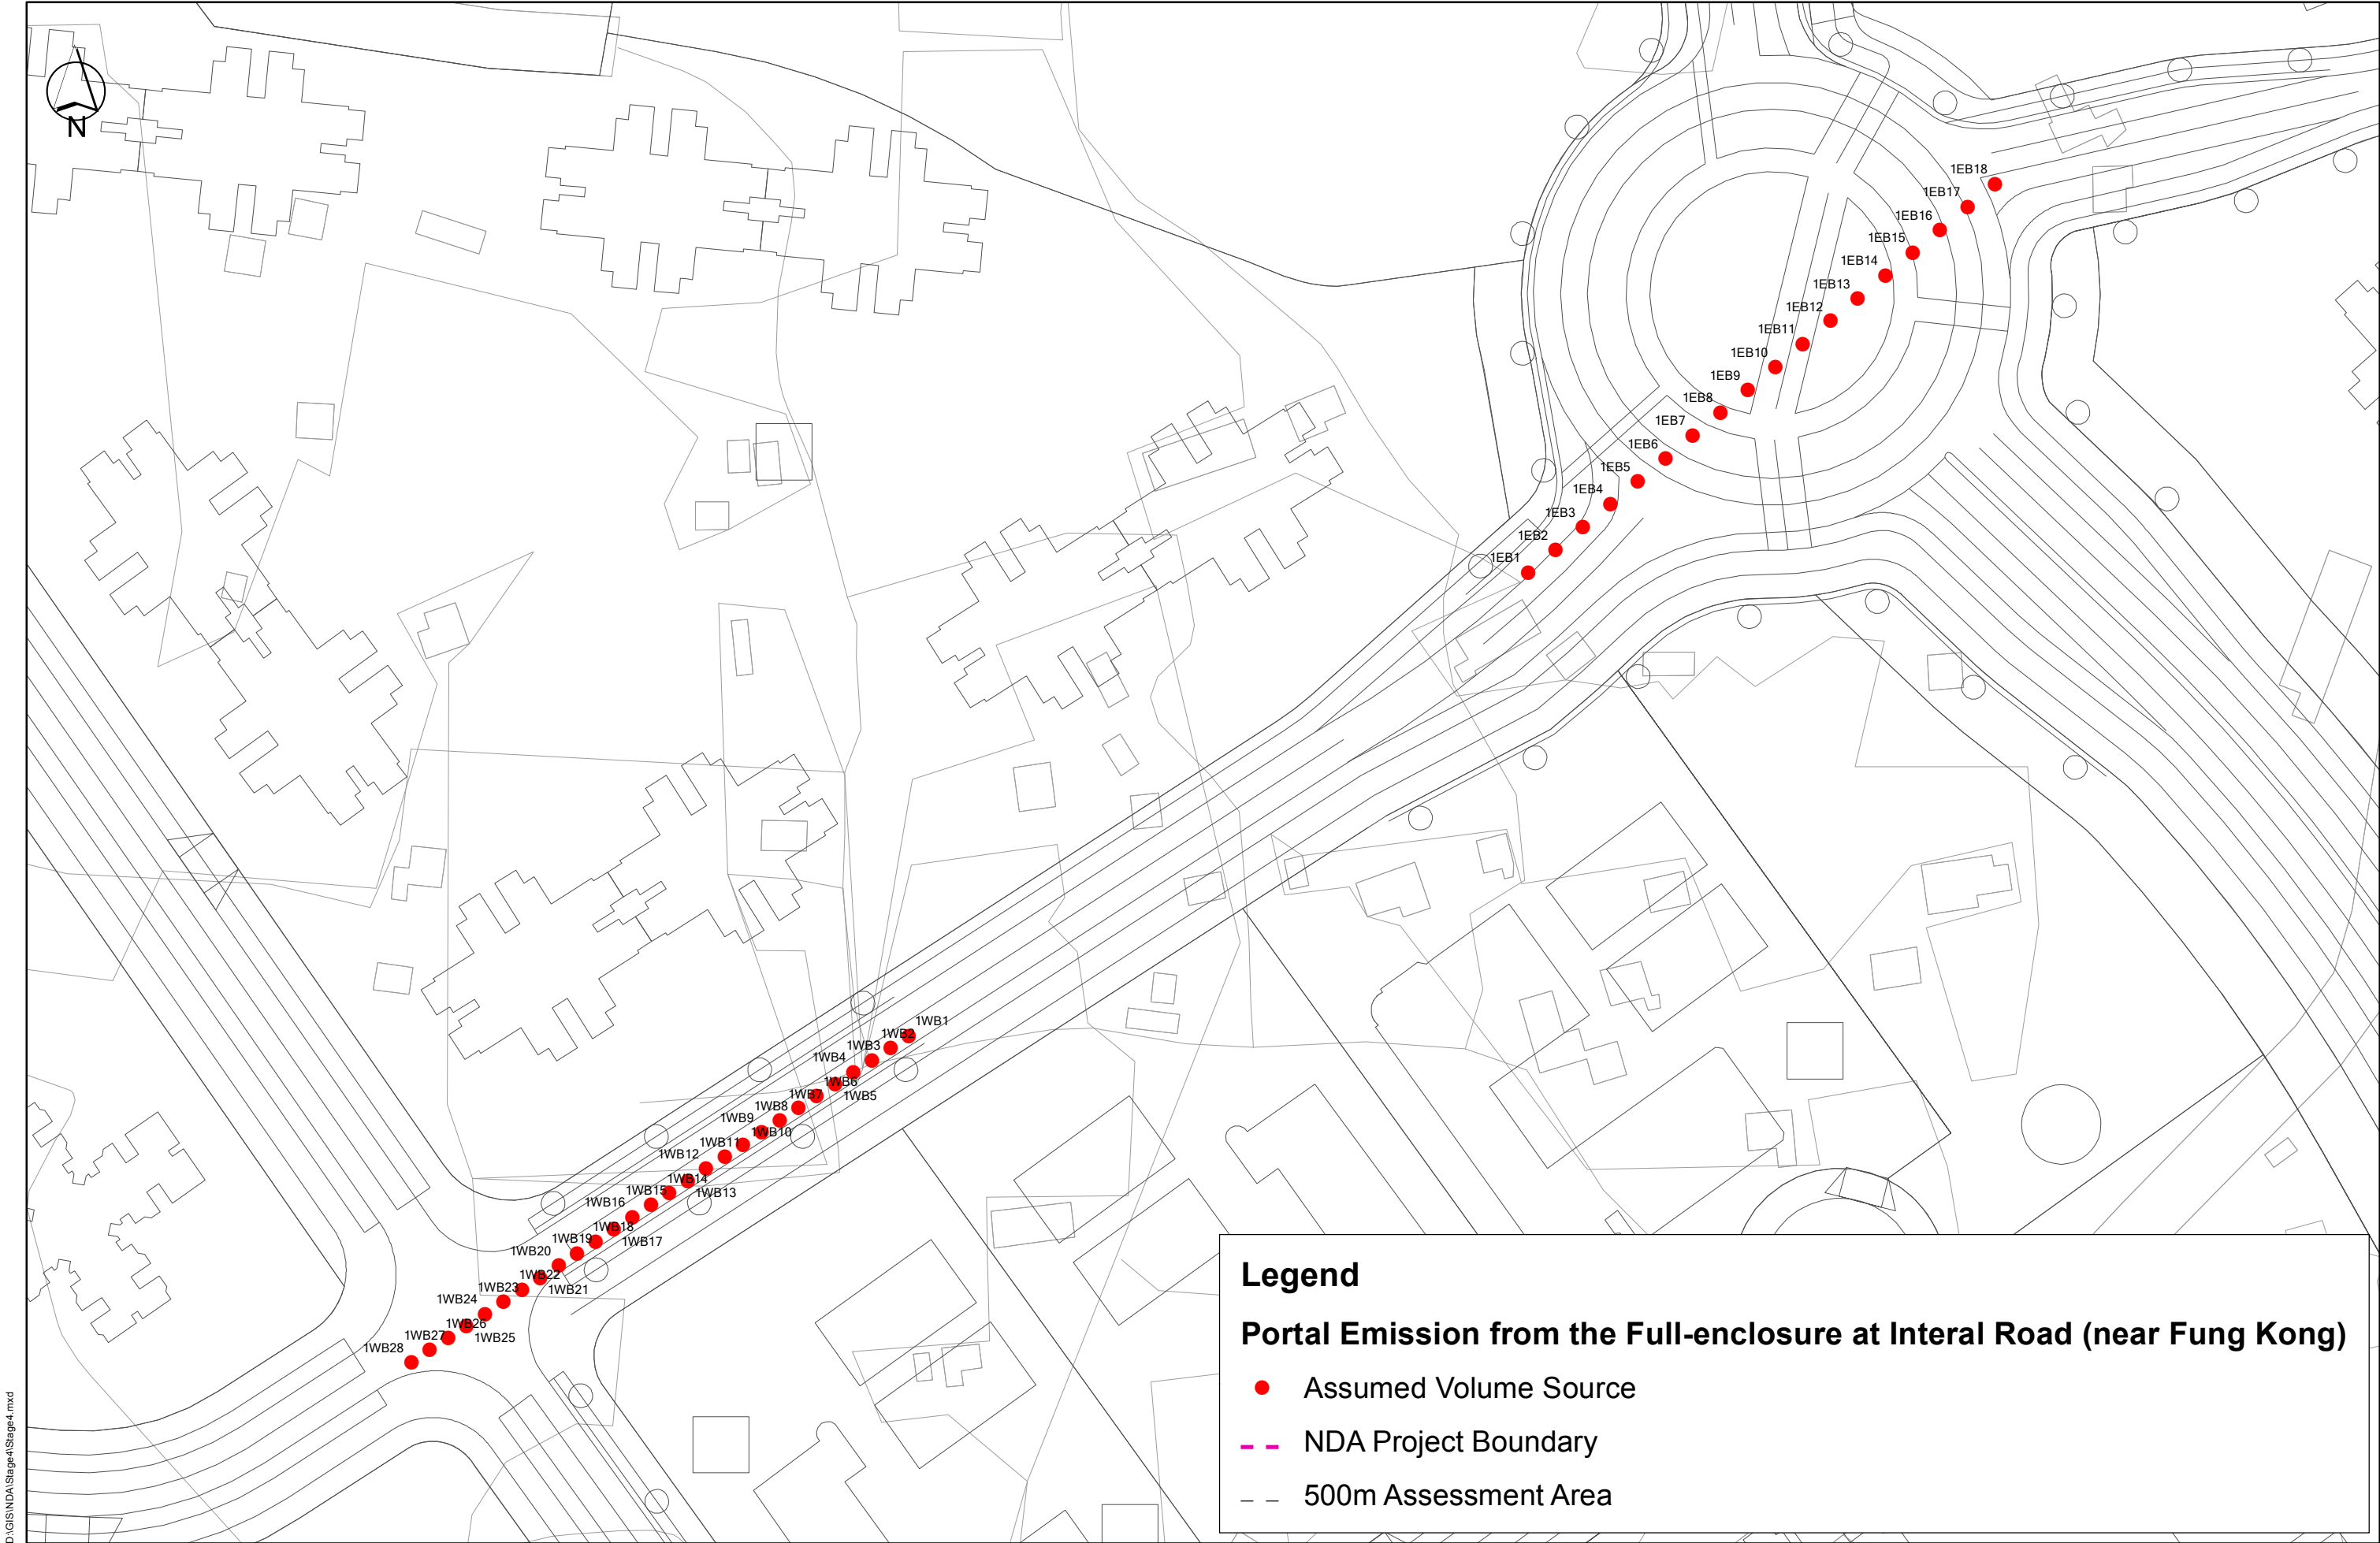 N
1EB18
1EB17
1EB16
1EB15
1EB14
1EB13
1EB12
1EB11
1EB10
1EB9
1EB8
1EB7
1EB6
1EB5
1EB4
1EB3
1EB2
1EB1
1WB1
1WB2
1WB3
1WB4
1WB6
1WB5
1WB7
1WB8
1WB9
1WB10
1WB11
1WB12
1WB14
1WB13
1WB15
1WB16
1WB18
1WB17
1WB19
1WB20
1WB22
1WB21
1WB23
1WB24
1WB26
1WB25
1WB27
1WB28
Legend
Portal Emission from the Full-enclosure at Interal Road (near Fung Kong)
Assumed Volume Source
NDA Project Boundary
500m Assessment Area
D:\GIS\NDA\Stage4\Stage4.mxd